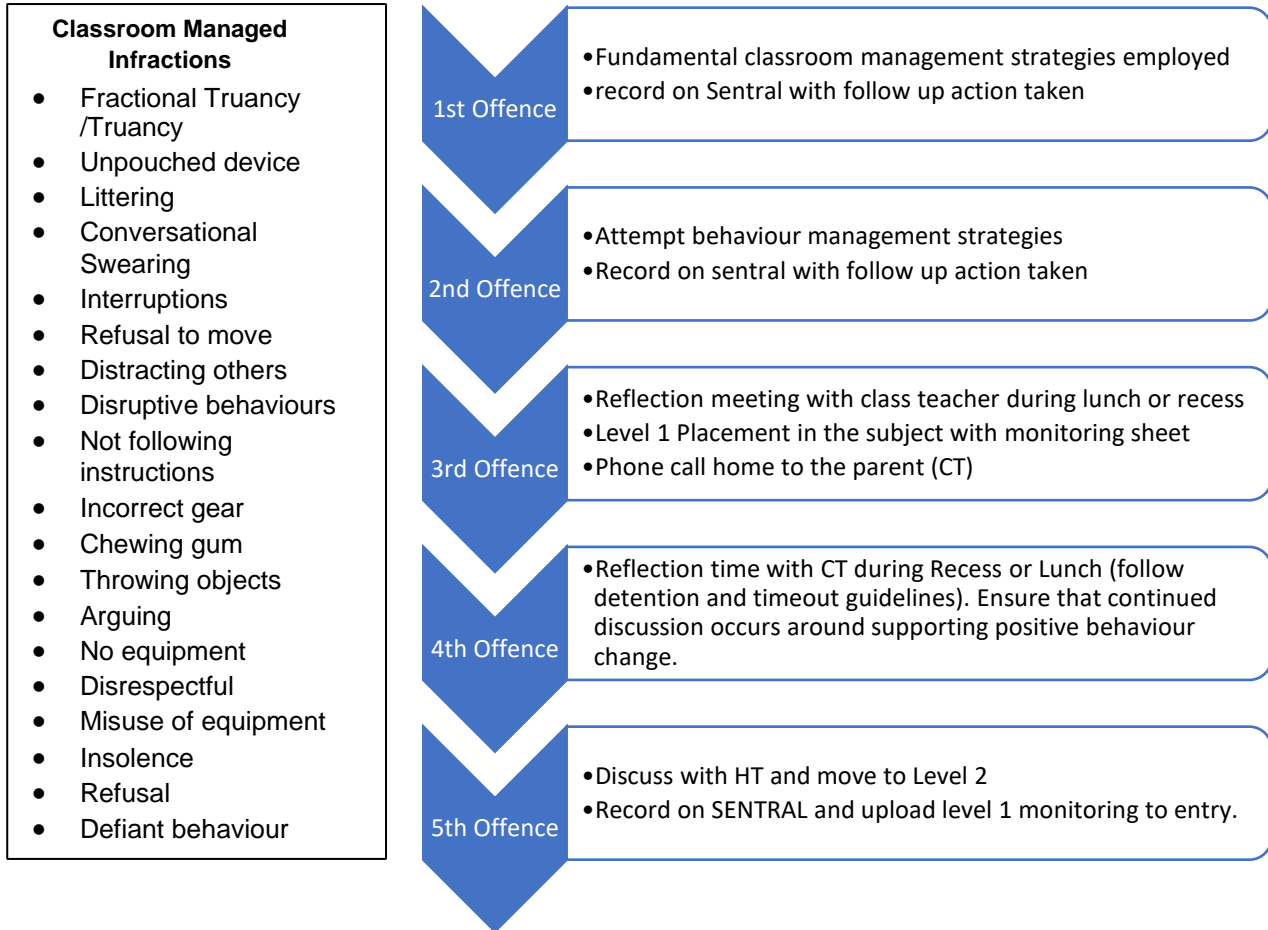 Classroom Managed
Infractions
• Fractional Truancy
/Truancy
• Unpouched device
• Littering
• Conversational
Swearing
• Interruptions
• Refusal to move
• Distracting others
• Disruptive behaviours
• Not following
instructions
• Incorrect gear
• Chewing gum
• Throwing objects
• Arguing
• No equipment
• Disrespectful
• Misuse of equipment
• Insolence
• Refusal
• Defiant behaviour
1st Offence
•Fundamental classroom management strategies employed
•record on Sentral with follow up action taken
2nd Offence
•Attempt behaviour management strategies
•Record on sentral with follow up action taken
3rd Offence
•Reflection meeting with class teacher during lunch or recess
•Level 1 Placement in the subject with monitoring sheet
•Phone call home to the parent (CT)
4th Offence
•Reflection time with CT during Recess or Lunch (follow
detention and timeout guidelines). Ensure that continued
discussion occurs around supporting positive behaviour
change.
5th Offence
•Discuss with HT and move to Level 2
•Record on SENTRAL and upload level 1 monitoring to entry.